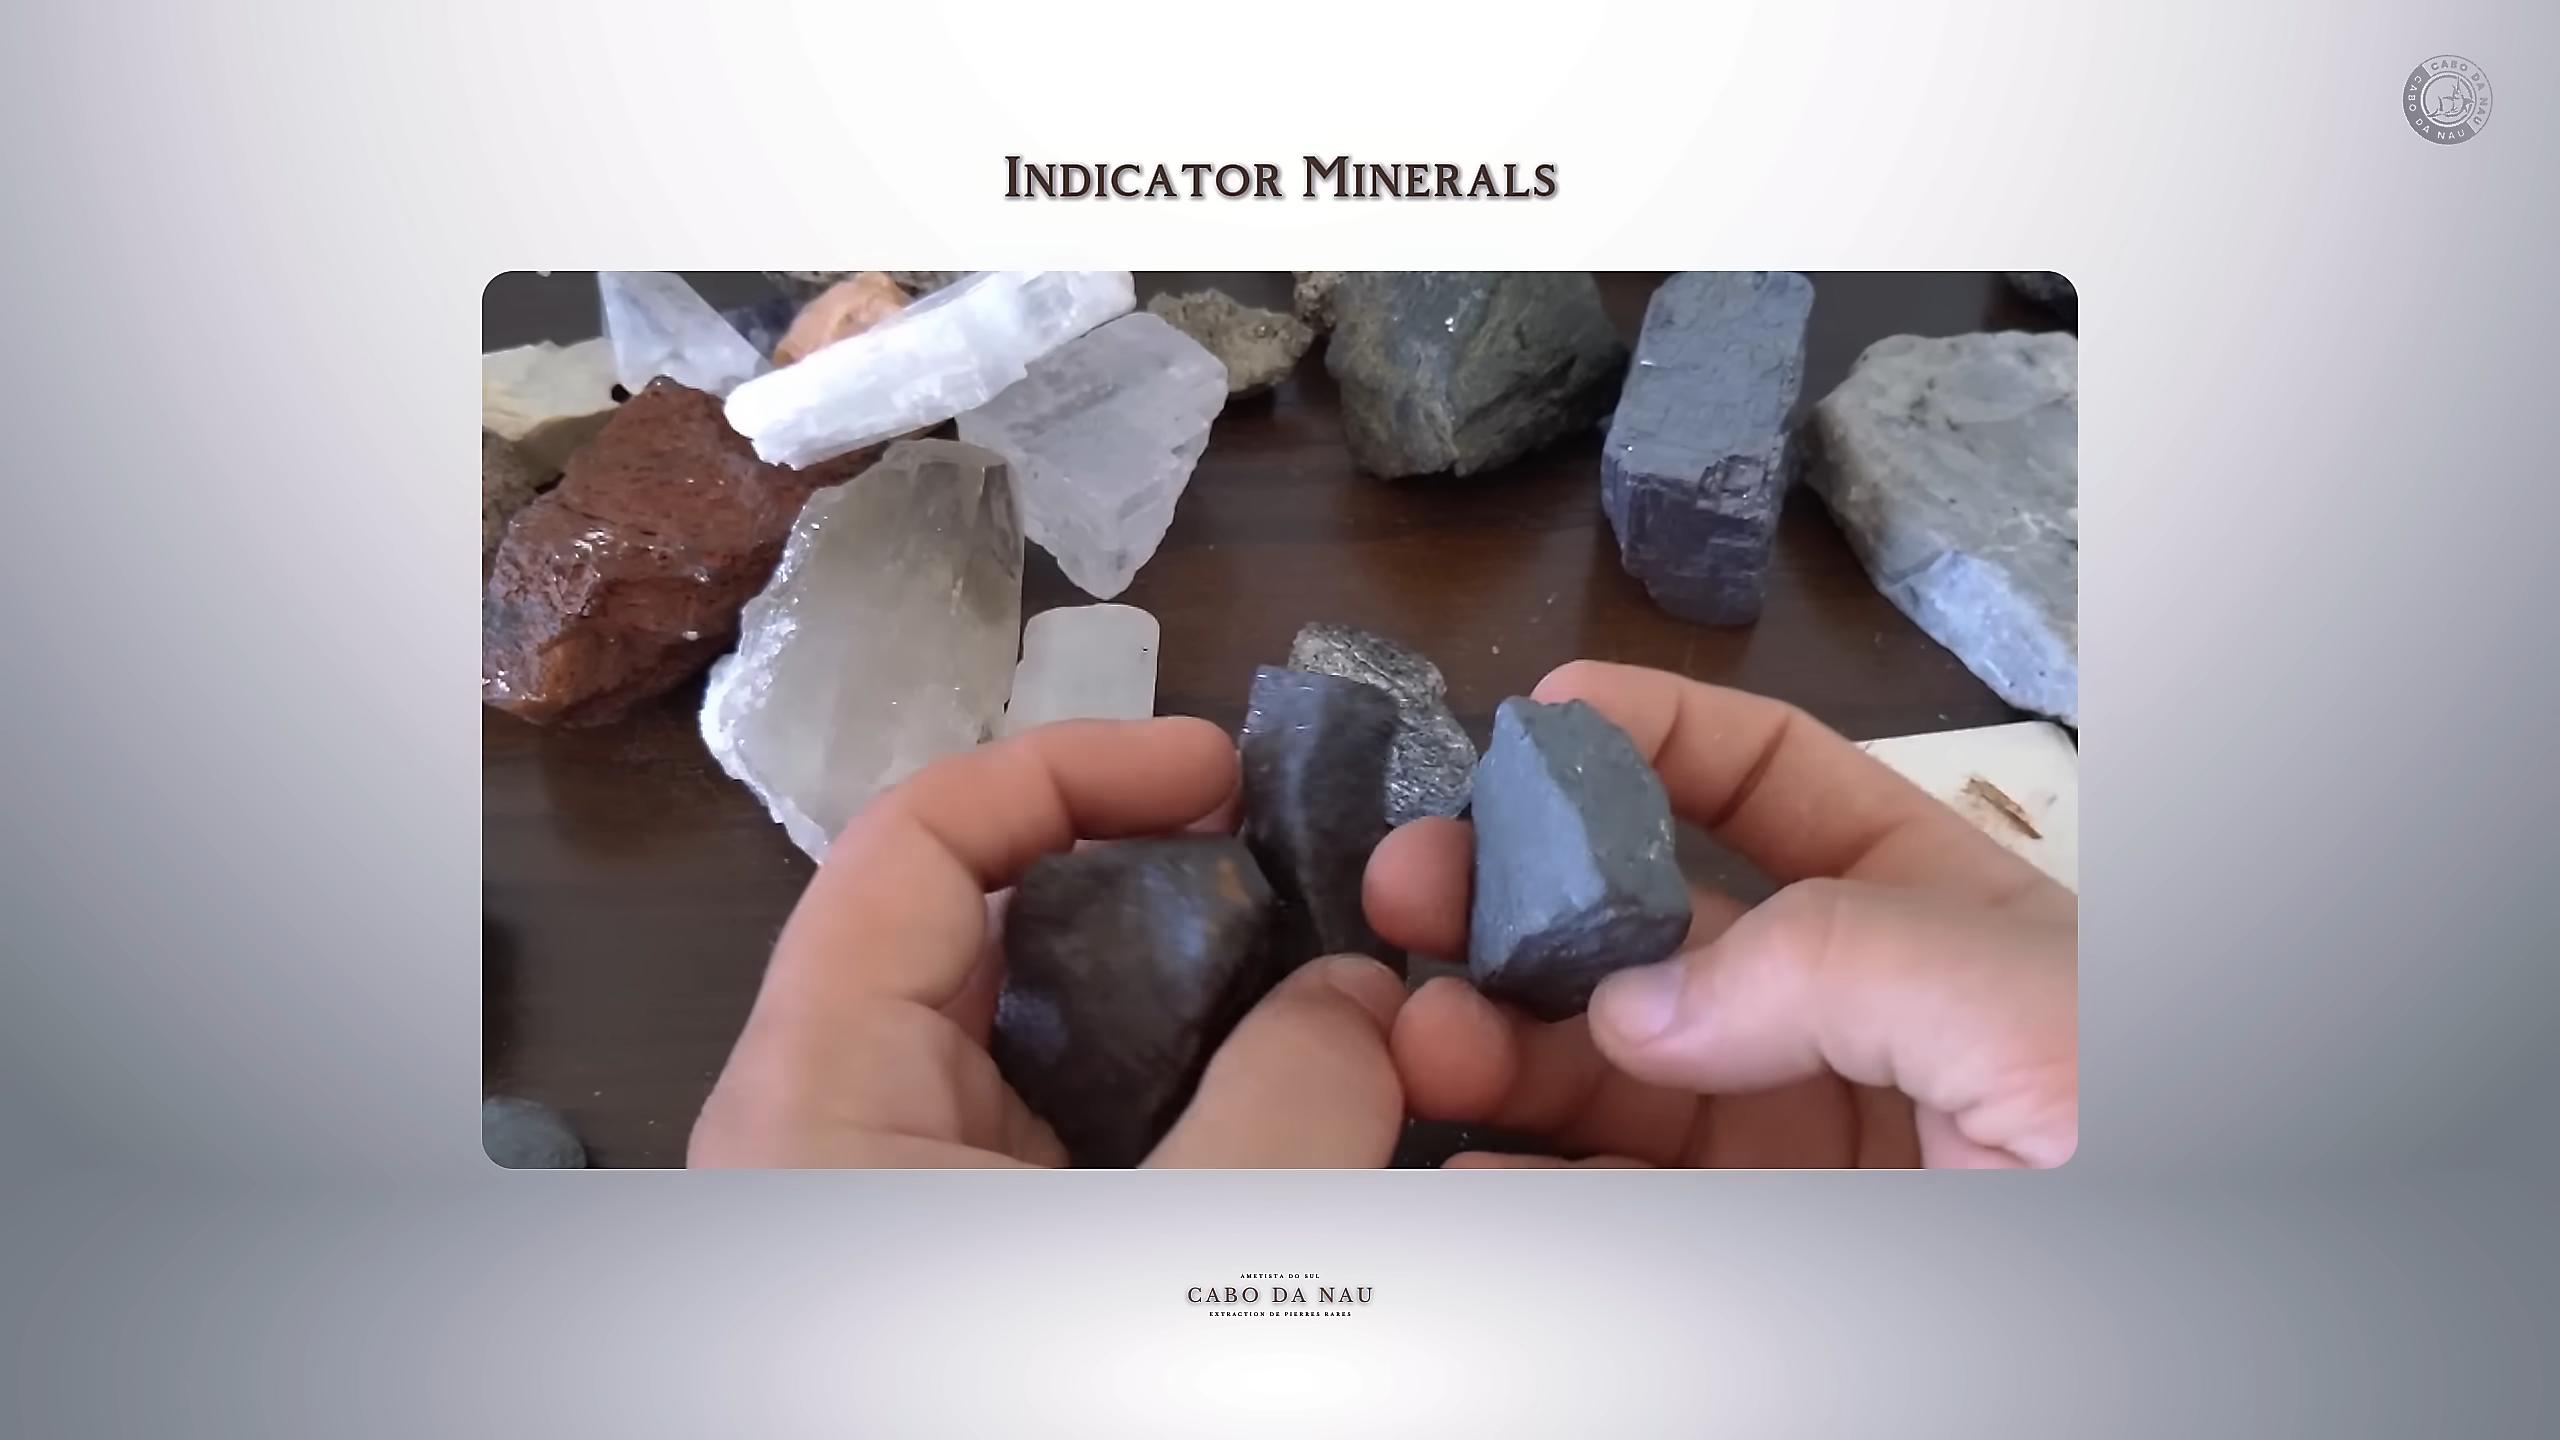 CABO DA NAU
CABO DA NAU
INDICATOR MINERALS
AMETISTA DO SUL
CABO DA NAU
EXTRACTION DE PIERRES RARES